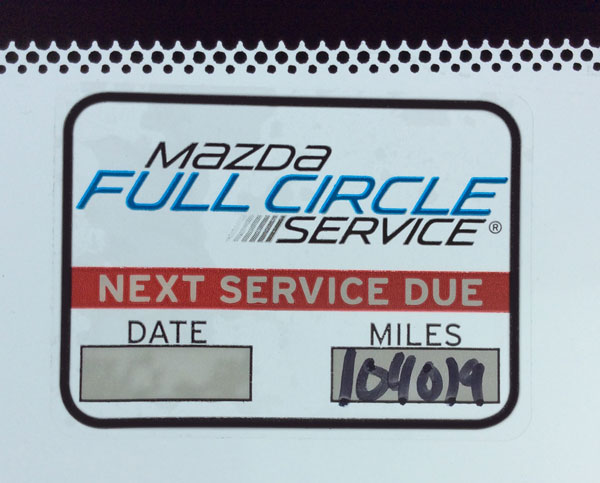 mazda
FULL CIRCLE
SERVICE®
NEXT SERVICE DUE
DATE MILES
104019